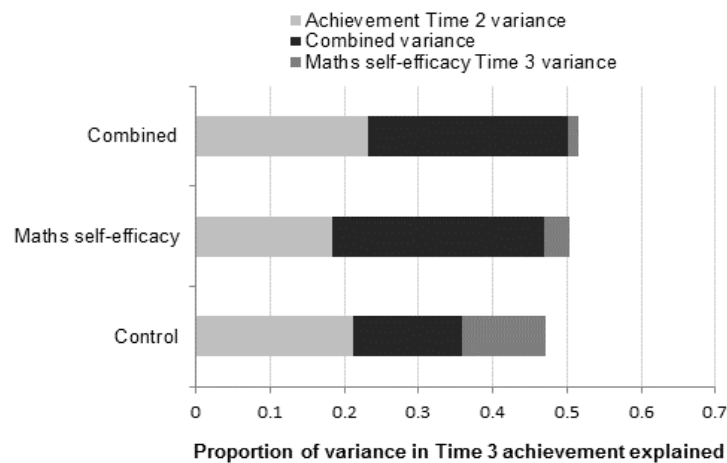 Achievement Time 2 variance
Combined variance
Maths self-efficacy Time 3 variance
Combined
Maths self-efficacy
Control
0 0.1 0.2 0.3 0.4 0.5 0.6 0.7
Proportion of variance in Time 3 achievement explained